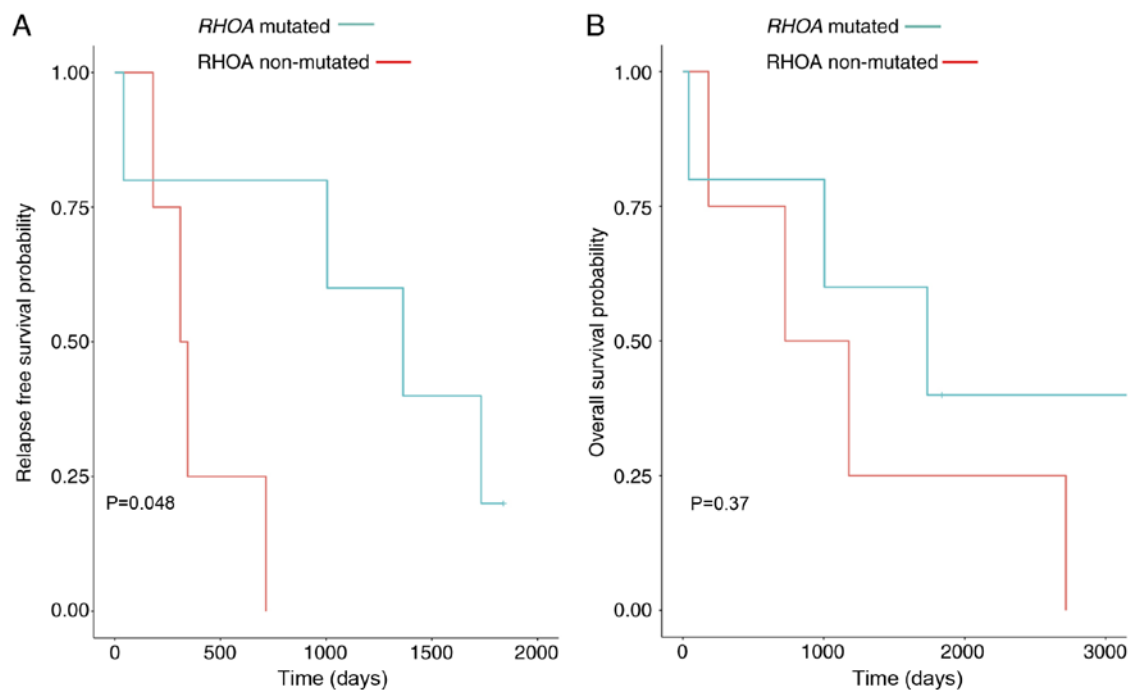 A
RHOA mutated
RHOA non-mutated
Relapse free survival probability
1.00
0.75
0.50
0.25
0.00
P=0.048
0 500 1000 1500 2000
Time (days)
B
RHOA mutated
RHOA non-mutated
Overall survival probability
1.00
0.75
0.50
0.25
0.00
P=0.37
0 1000 2000 3000
Time (days)